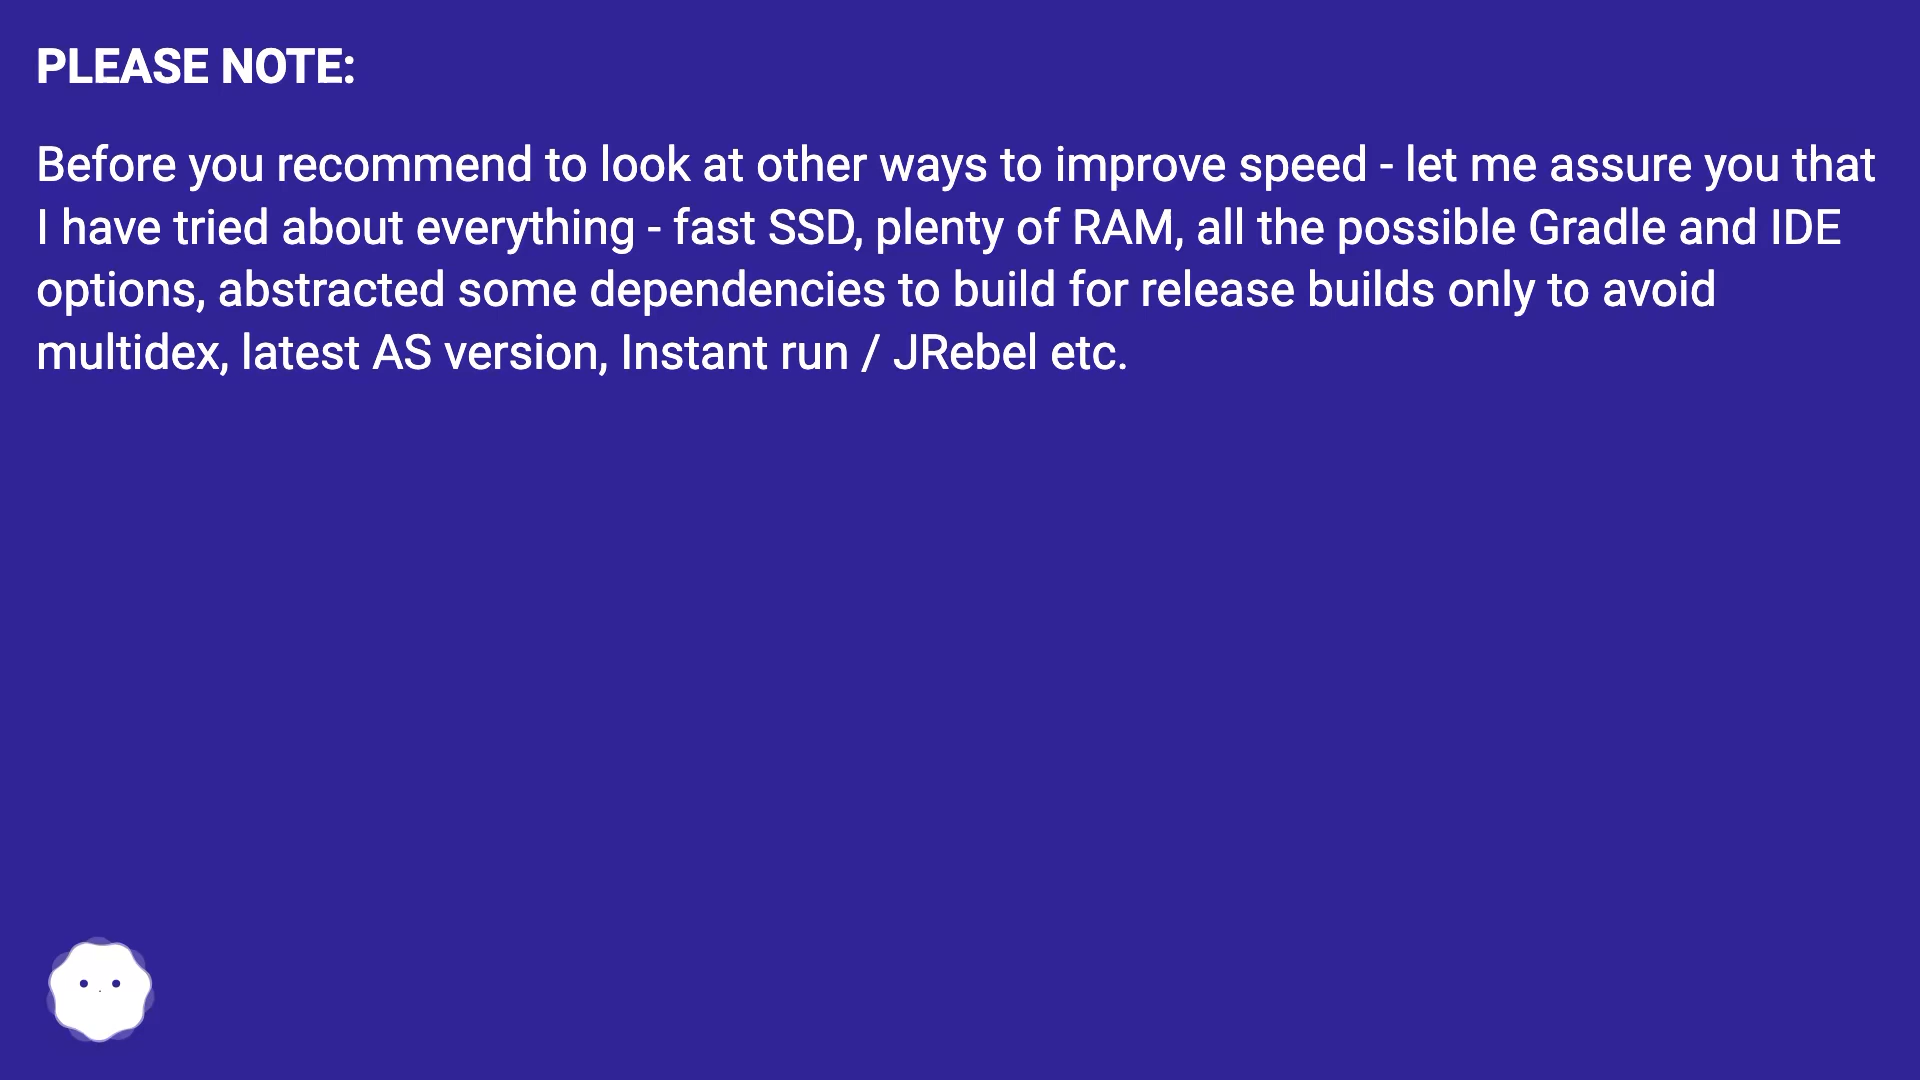 PLEASE NOTE:
Before you recommend to look at other ways to improve speed - let me assure you that
I have tried about everything - fast SSD, plenty of RAM, all the possible Gradle and IDE
options, abstracted some dependencies to build for release builds only to avoid
multidex, latest AS version, Instant run / JRebel etc.